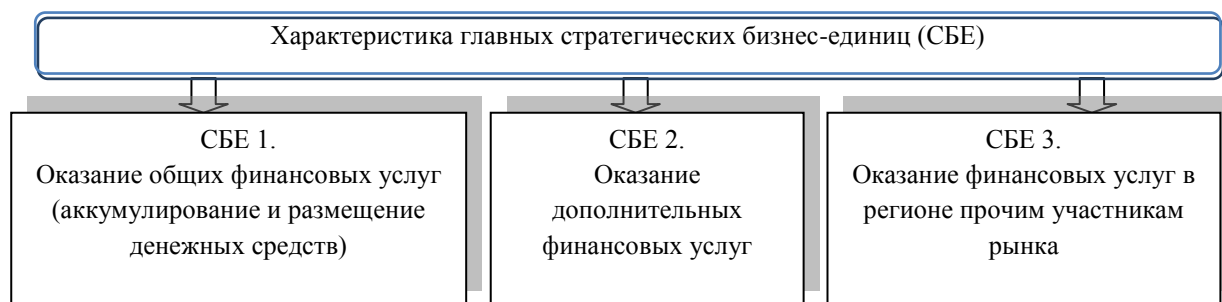 Характеристика главных стратегических бизнес-единиц (СБЕ)
СБЕ 1.
Оказание общих финансовых услуг
(аккумулирование и размещение
денежных средств)
СБЕ 2.
Оказание
дополнительных
финансовых услуг
СБЕ 3.
Оказание финансовых услуг в
регионе прочим участникам
рынка